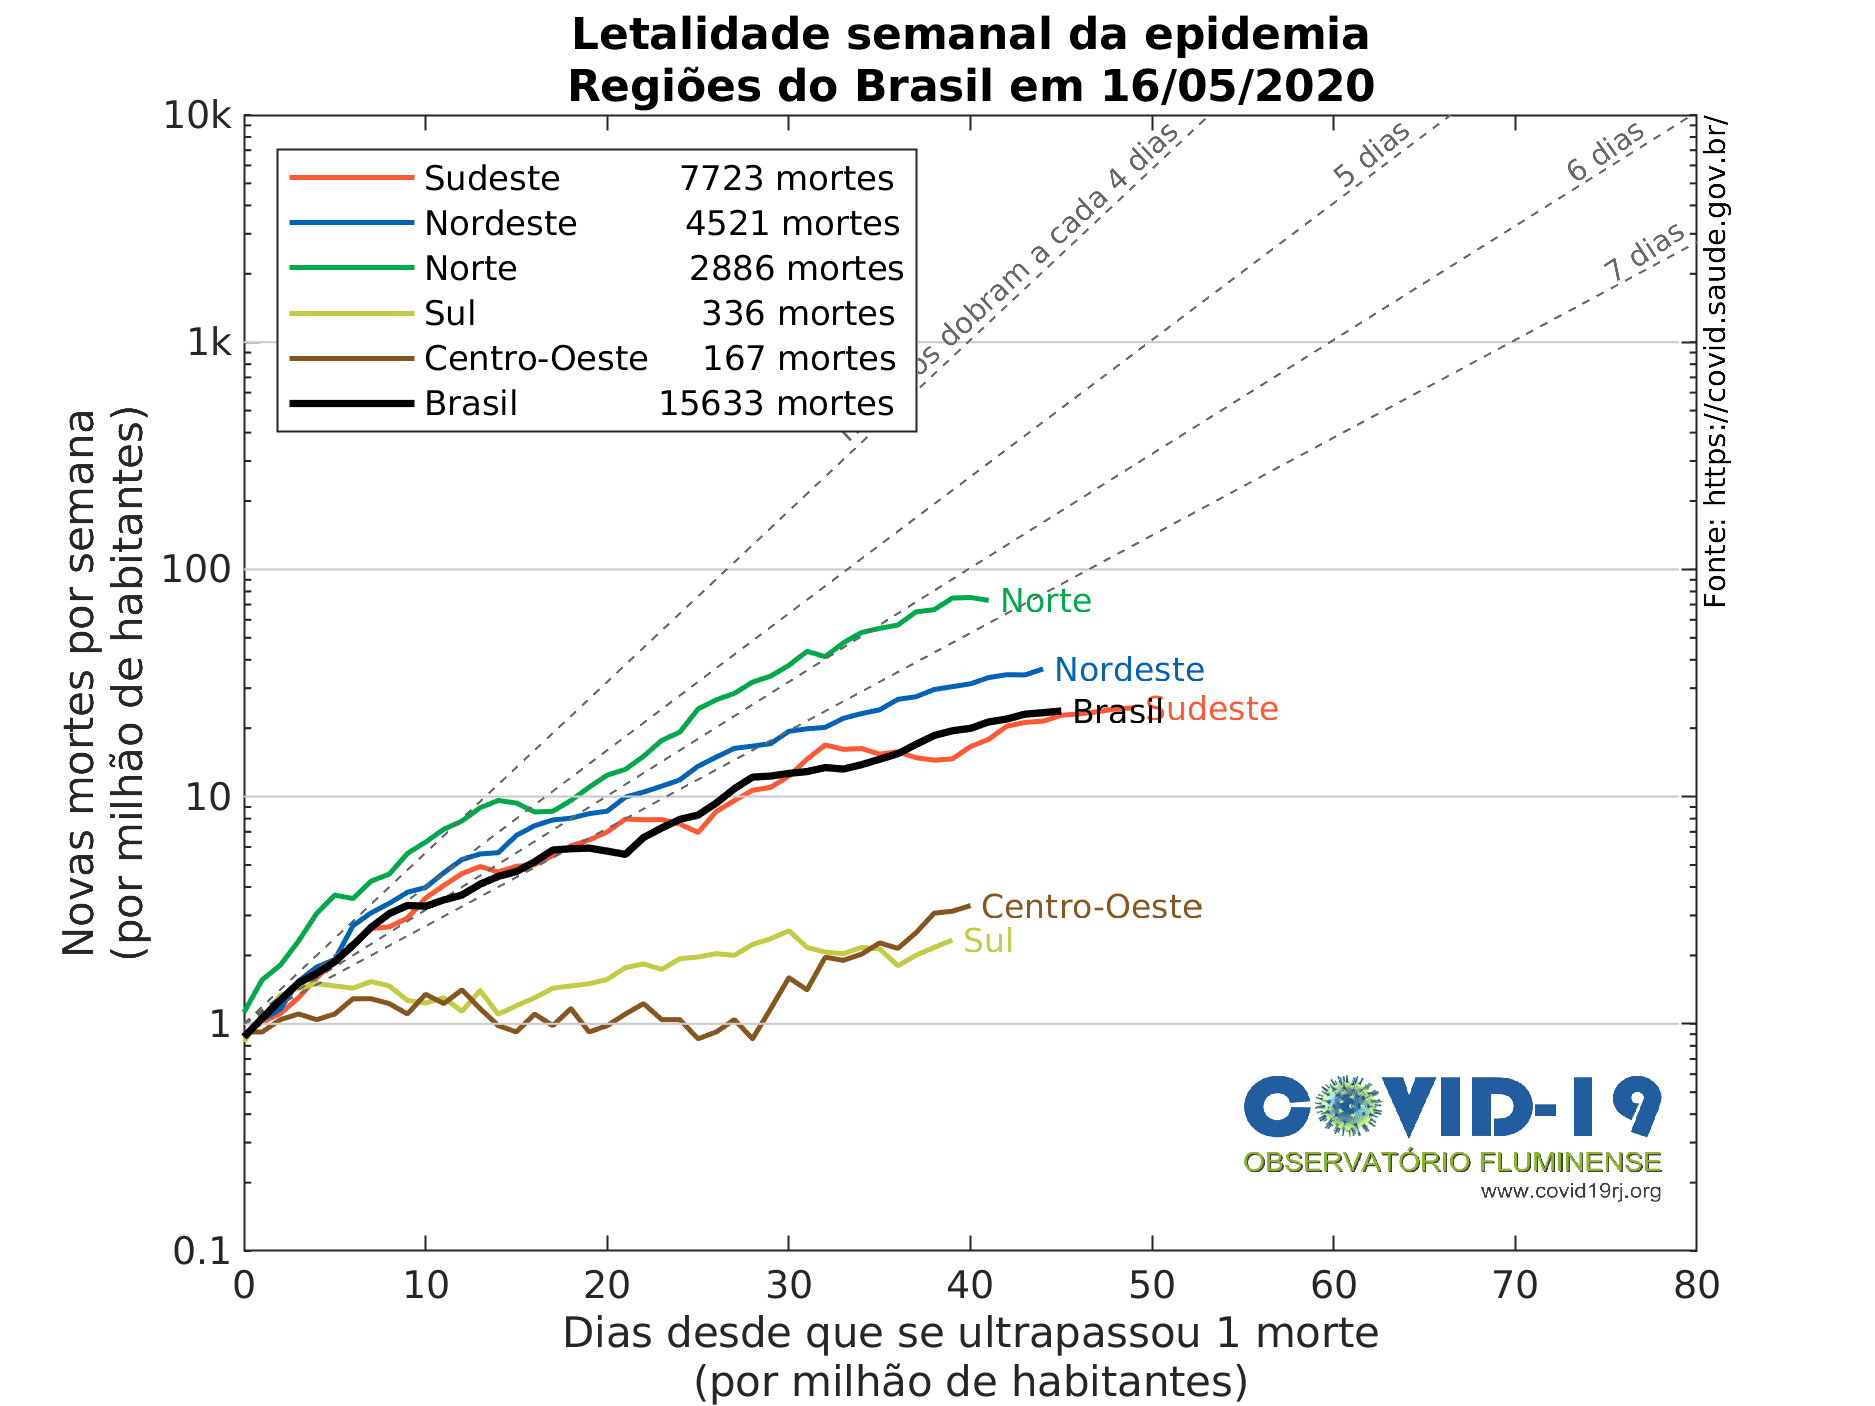 Letalidade semanal da epidemia
Regiões do Brasil em 16/05/2020
10k
1k
100
10
1
0.1
Novas mortes por semana
(por milhão de habitantes)
Sudeste 7723 mortes
Nordeste 4521 mortes
Norte 2886 mortes
Sul 336 mortes
Centro-Oeste 167 mortes
Brasil 15633 mortes
dobram a cada 4 dias
5 dias
6 dias
7 dias
Fonte: https://covid.saude.gov.br/
Norte
Nordeste
Brasil
Sudeste
Centro-Oeste
Sul
COVID-19
OBSERVATÓRIO FLUMINENSE
www.covid19rj.org
0 10 20 30 40 50 60 70 80
Dias desde que se ultrapassou 1 morte
(por milhão de habitantes)